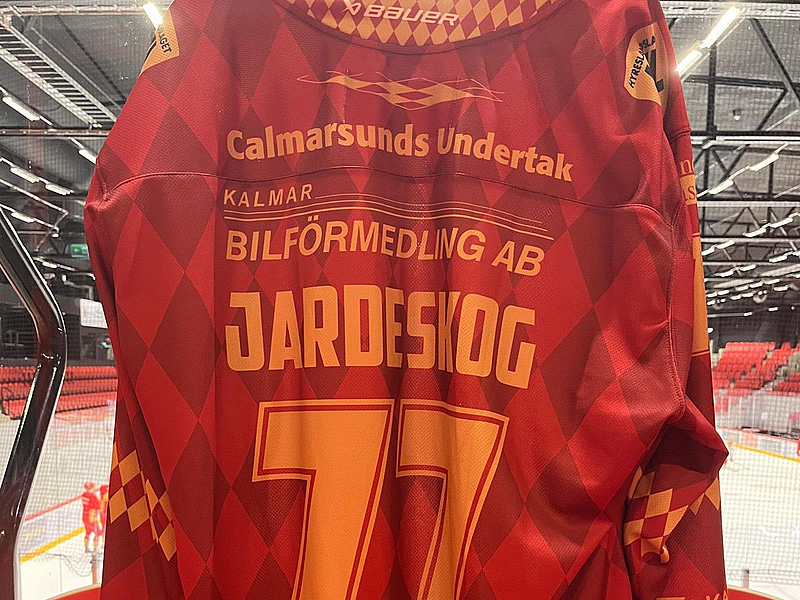 BAUER
Calmarsunds Undertak
KALMAR
BILFÖRMEDLING AB
JARDESKOG
77